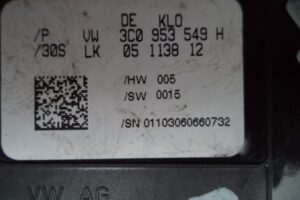 DE KLO
/P VW 3C0 953 549 H
/30S LK 05 1138 12
/HW 005
/SW 0015
/SN 01103060660732
VW AG